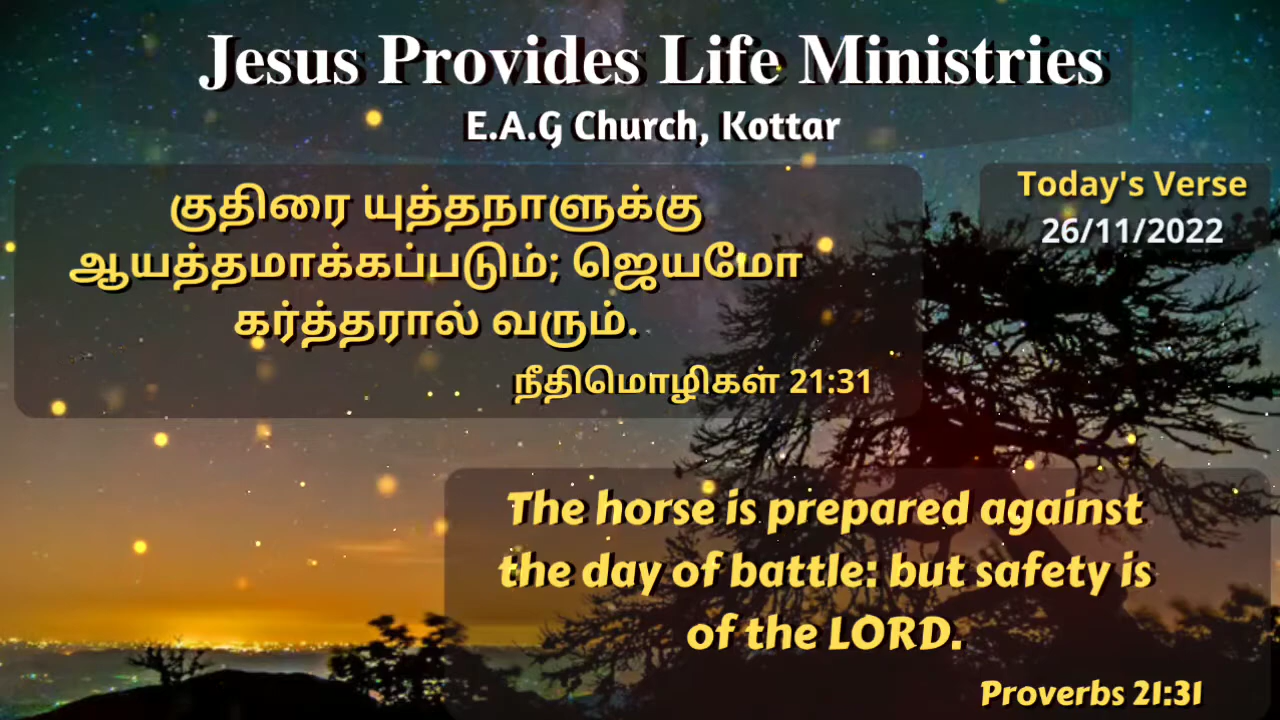 Jesus Provides Life Ministries
E.A.G Church, Kottar
Today's Verse
26/11/2022
குதிரை யுத்தநாளுக்கு
ஆயத்தமாக்கப்படும்; ஜெயமோ
கர்த்தரால் வரும்.
நீதிமொழிகள் 21:31
The horse is prepared against
the day of battle: but safety is
of the LORD.
Proverbs 21:31